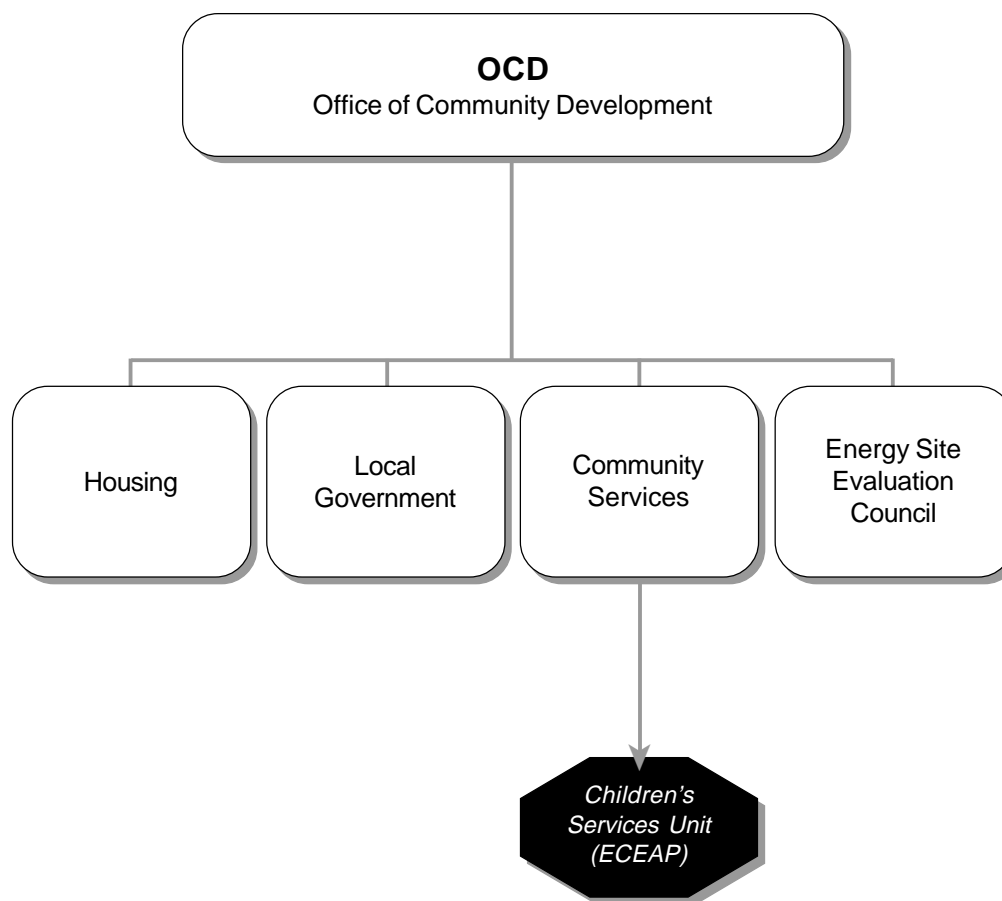 OCD
Office of Community Development
Housing
Local
Government
Community
Services
Energy Site
Evaluation
Council
Children's
Services Unit
(ECEAP)